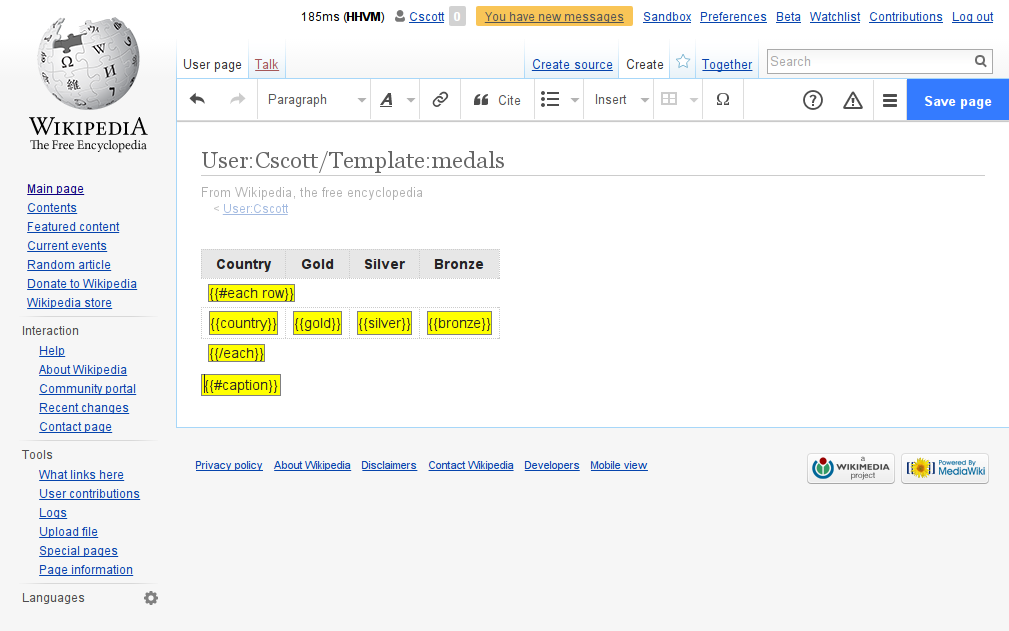 185ms (HHVM) Cscott 0 You have new messages Sandbox Preferences Beta Watchlist Contributions Log out
WIKIPEDIA
The Free Encyclopedia
User page Talk Create source Create Together Search
Paragraph A Cite Insert Ω ? Save page
Main page
Contents
Featured content
Current events
Random article
Donate to Wikipedia
Wikipedia store
Interaction
Help
About Wikipedia
Community portal
Recent changes
Contact page
Tools
What links here
User contributions
Logs
Upload file
Special pages
Page information
Languages
User:Cscott/Template:medals
From Wikipedia, the free encyclopedia
< User:Cscott
Country Gold Silver Bronze
{{#each row}}
{{country}} {{gold}} {{silver}} {{bronze}}
{{/each}}
{{#caption}}
Privacy policy About Wikipedia Disclaimers Contact Wikipedia Developers Mobile view
a
WIKIMEDIA
project
Powered By
MediaWiki